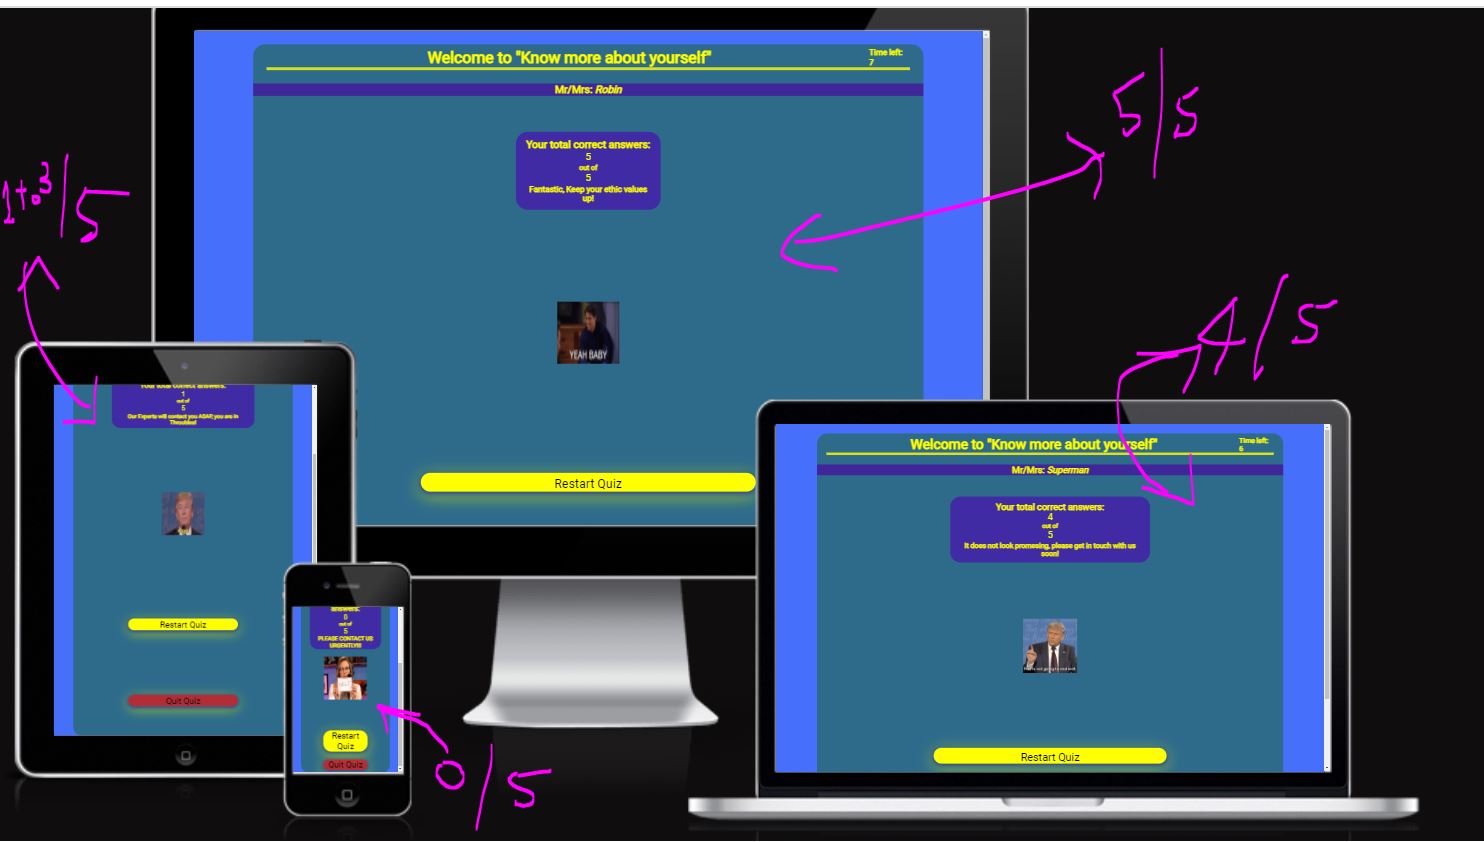 Welcome to "Know more about yourself"
Time left:
7
Mr/Mrs: Robin
Your total correct answers:
5
out of
5
Fantastic, Keep your ethic values
up!
YEAH BABY
Restart Quiz
5/5
1+.3/5
Your total correct answers:
1
out of
5
Our Experts will contact you ASAP, you are in
Throubles!
Restart Quiz
Quit Quiz
answers:
0
out of
5
PLEASE CONTACT US
URGENTLY!!!
Restart
Quiz
Quit Quiz
0/5
4/5
Welcome to "Know more about yourself"
Time left:
6
Mr/Mrs: Superman
Your total correct answers:
4
out of
5
It does not look promesing, please get in touch with us
soon!
Restart Quiz